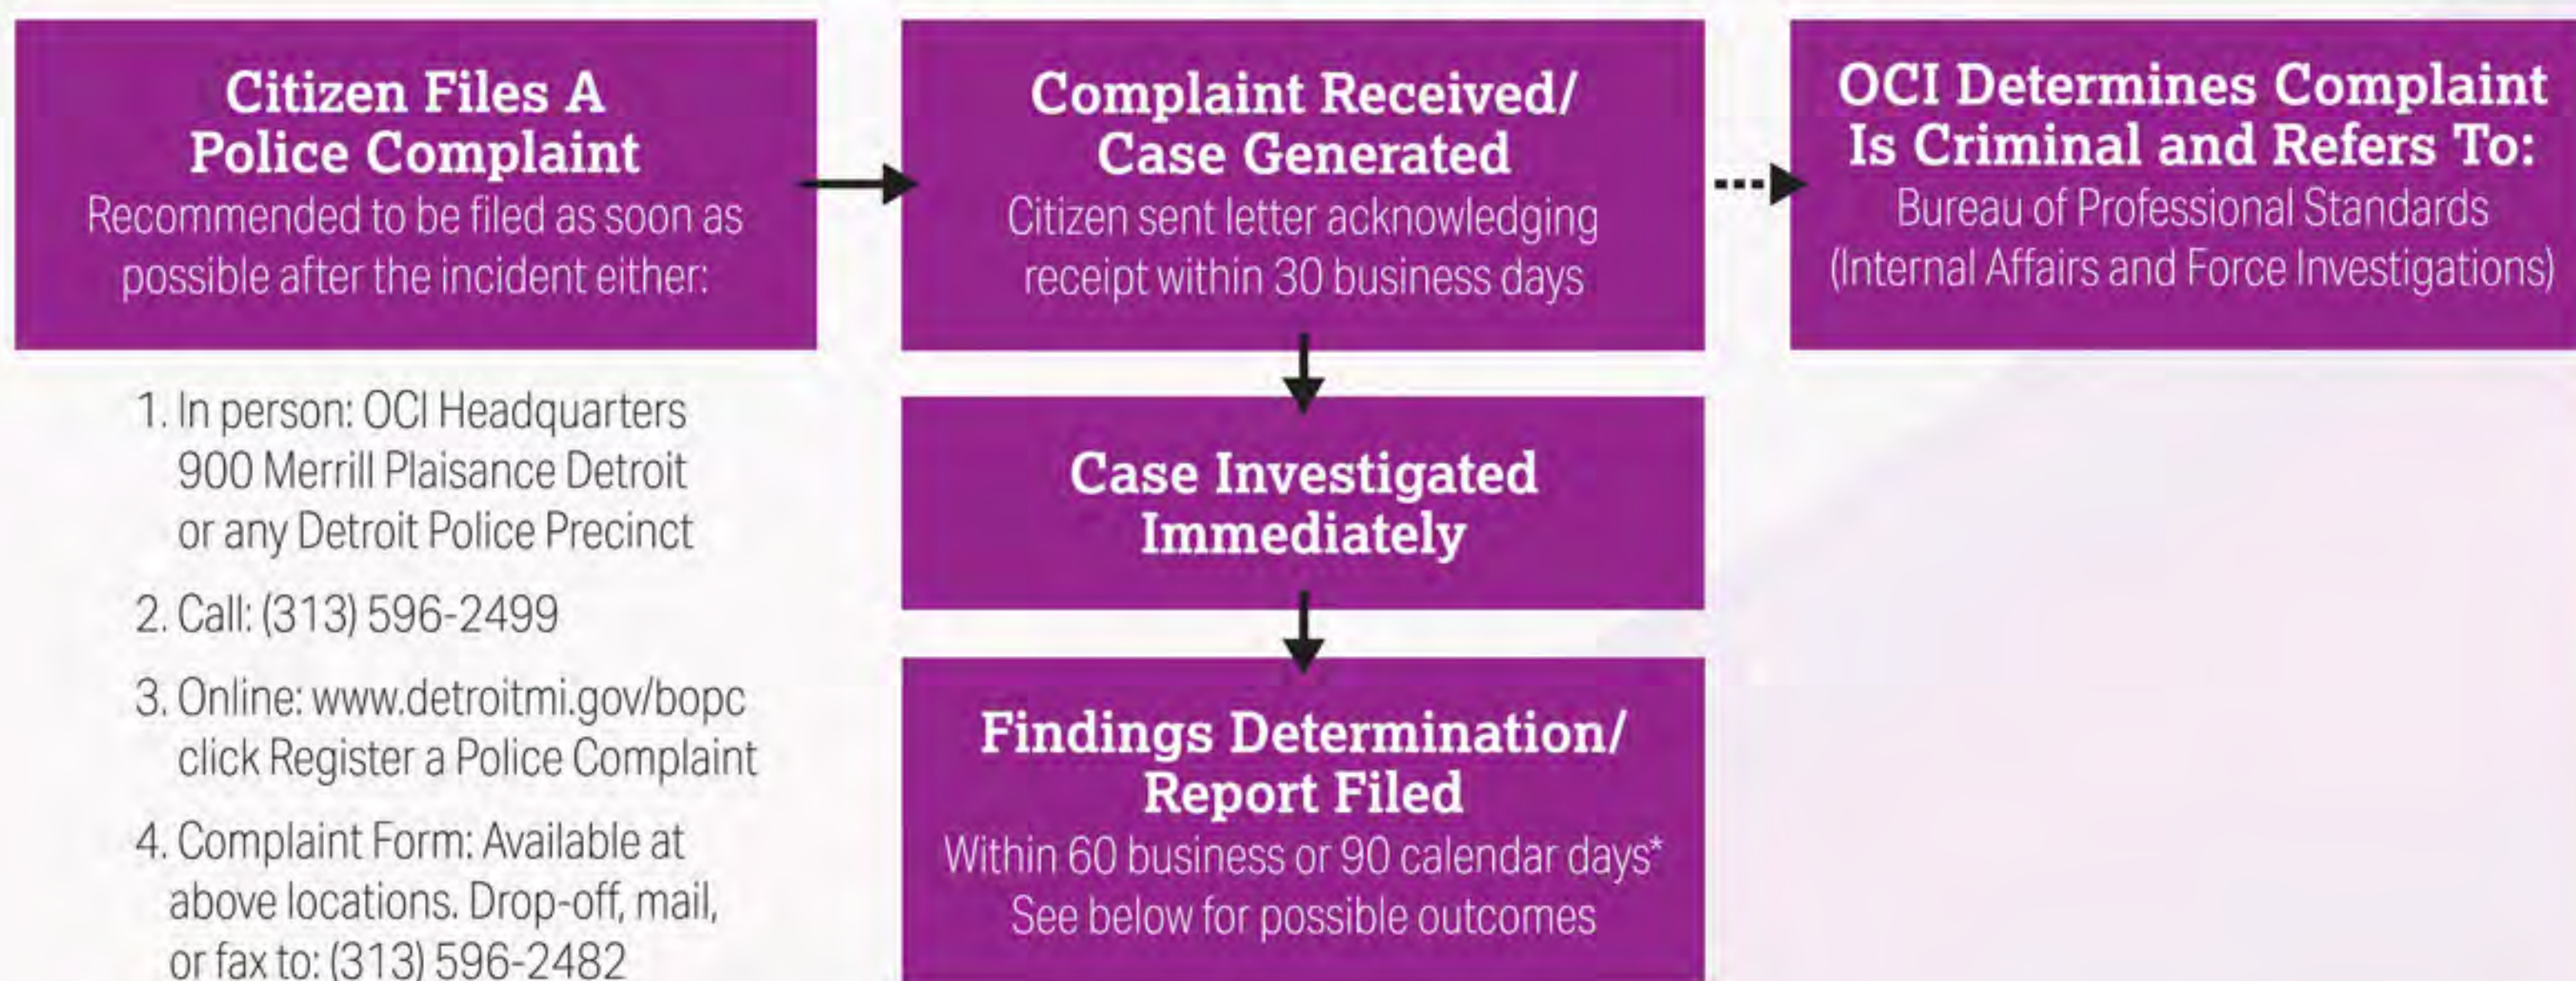 Citizen Files A
Police Complaint
Recommended to be filed as soon as
possible after the incident either:
1. In person: OCI Headquarters
900 Merrill Plaisance Detroit
or any Detroit Police Precinct
2. Call: (313) 596-2499
3. Online: www.detroitmi.gov/bopc
click Register a Police Complaint
4. Complaint Form: Available at
above locations. Drop-off, mail,
or fax to: (313) 596-2482
Complaint Received/
Case Generated
Citizen sent letter acknowledging
receipt within 30 business days
Case Investigated
Immediately
Findings Determination/
Report Filed
Within 60 business or 90 calendar days*
See below for possible outcomes
OCI Determines Complaint
Is Criminal and Refers To:
Bureau of Professional Standards
(Internal Affairs and Force Investigations)